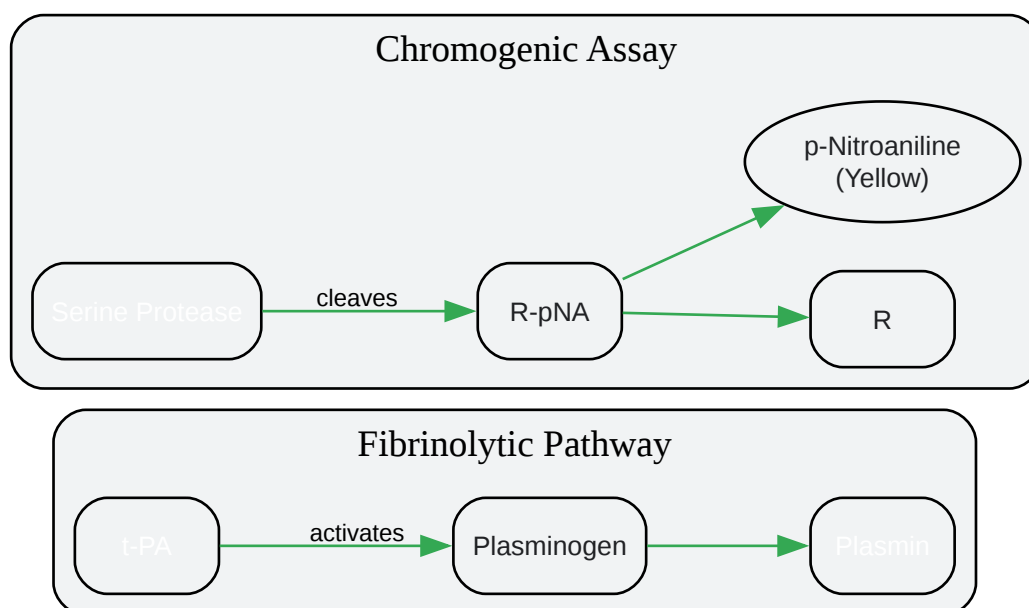 Chromogenic Assay
p-Nitroaniline
(Yellow)
Serine Protease
cleaves
R-pNA
R
Fibrinolytic Pathway
t-PA
activates
Plasminogen
Plasmin